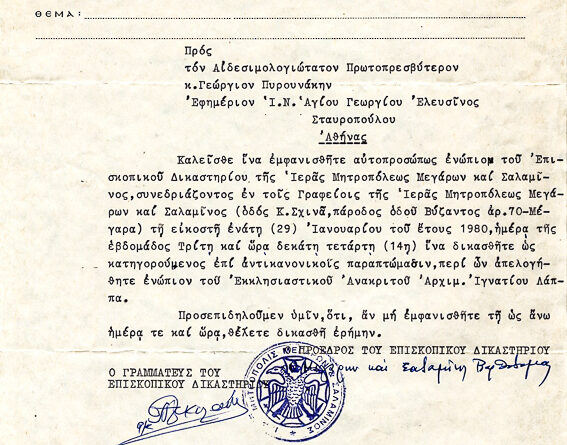 ΘΕΜΑ:
Πρός
τόν Αἰδεσιμολογιώτατον Πρωτοπρεσβύτερον
κ.Γεώργιον Πυρουνάκην
Ἐφημέριον Ἱ.Ν.Ἁγίου Γεωργίου Ἐλευσῖνος
Σταυροπούλου
Ἀθήνας
Καλεῖσθε ἵνα ἐμφανισθῆτε αὐτοπροσώπως ἐνώπιον τοῦ Ἐπι-
σκοπικοῦ Δικαστηρίου τῆς Ἱερᾶς Μητροπόλεως Μεγάρων καί Σαλαμῖ-
νος,συνεδριάζοντος ἐν τοῖς Γραφείοις τῆς Ἱερᾶς Μητροπόλεως Μεγά-
ρων καί Σαλαμῖνος (ὁδός Κ.Σχινᾶ,πάροδος ὁδοῦ Βύζαντος ἀρ.70-Μέ-
γαρα) τῇ εἰκοστῇ ἐνάτῃ (29) Ἰανουαρίου τοῦ ἔτους 1980,ἡμέρᾳ τῆς
ἑβδομάδος Τρίτῃ καί ὥρᾳ δεκάτῃ τετάρτῃ (14ῃ) ἵνα δικασθῆτε ὡς
κατηγορούμενος ἐπί ἀντικανονικοῖς παραπτώμασιν,περί ὧν ἀπελογή-
θητε ἐνώπιον τοῦ Ἐκκλησιαστικοῦ Ἀνακριτοῦ Ἀρχιμ.Ἰγνατίου Λάπ-
πα.
Προσεπιδηλοῦμεν ὑμῖν,ὅτι, ἄν μή ἐμφανισθῆτε τῇ ὡς ἄνω
ἡμέρᾳ τε καί ὥρᾳ,θέλετε δικασθῆ ἐρήμην.
ΠΡΟΕΔΡΟΣ ΤΟΥ ΕΠΙΣΚΟΠΙΚΟΥ ΔΙΚΑΣΤΗΡΙΟΥ
καὶ Σαλαμῖνος
Ο ΓΡΑΜΜΑΤΕΥΣ ΤΟΥ
ΕΠΙΣΚΟΠΙΚΟΥ ΔΙΚΑΣΤΗΡΙΟΥ